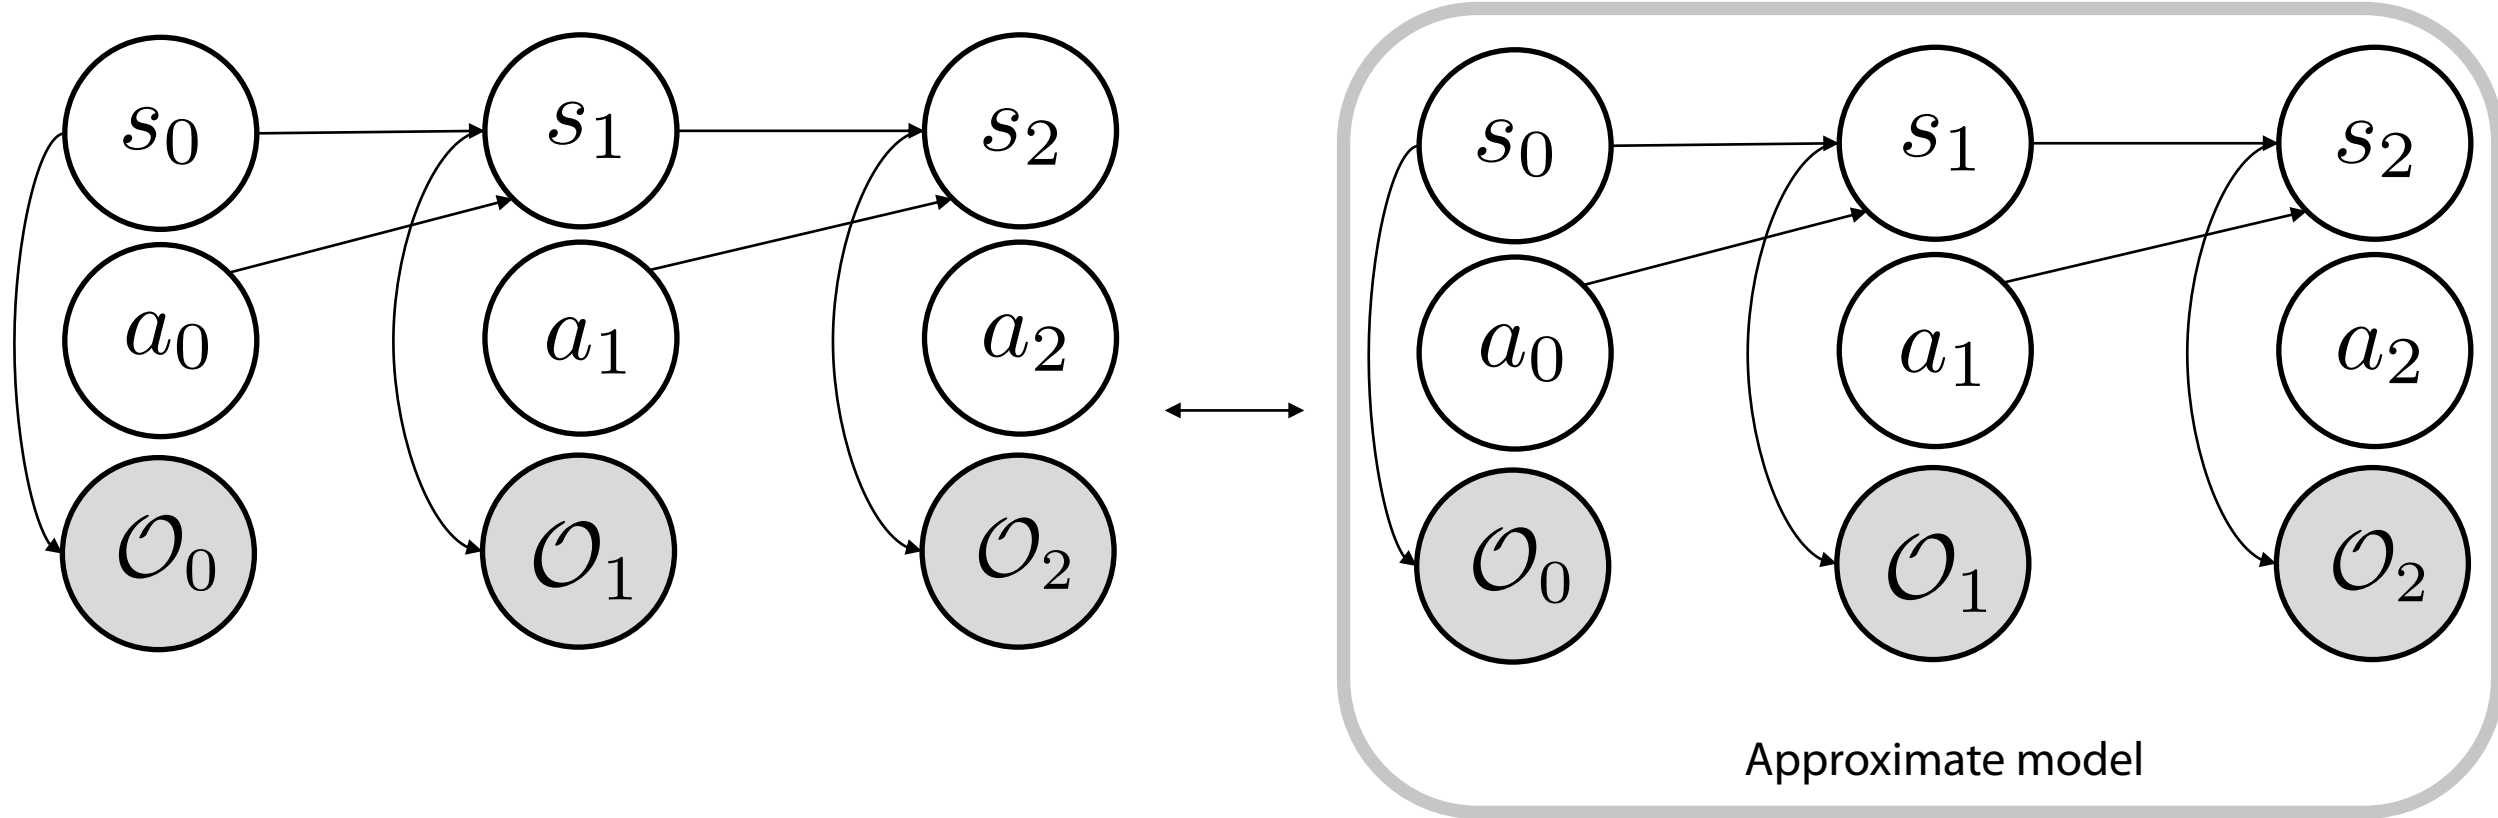 s0 s1 s2 s0 s1 s2
a0 a1 a2 a0 a1 a2
𝒪0 𝒪1 𝒪2 𝒪0 𝒪1 𝒪2
Approximate model